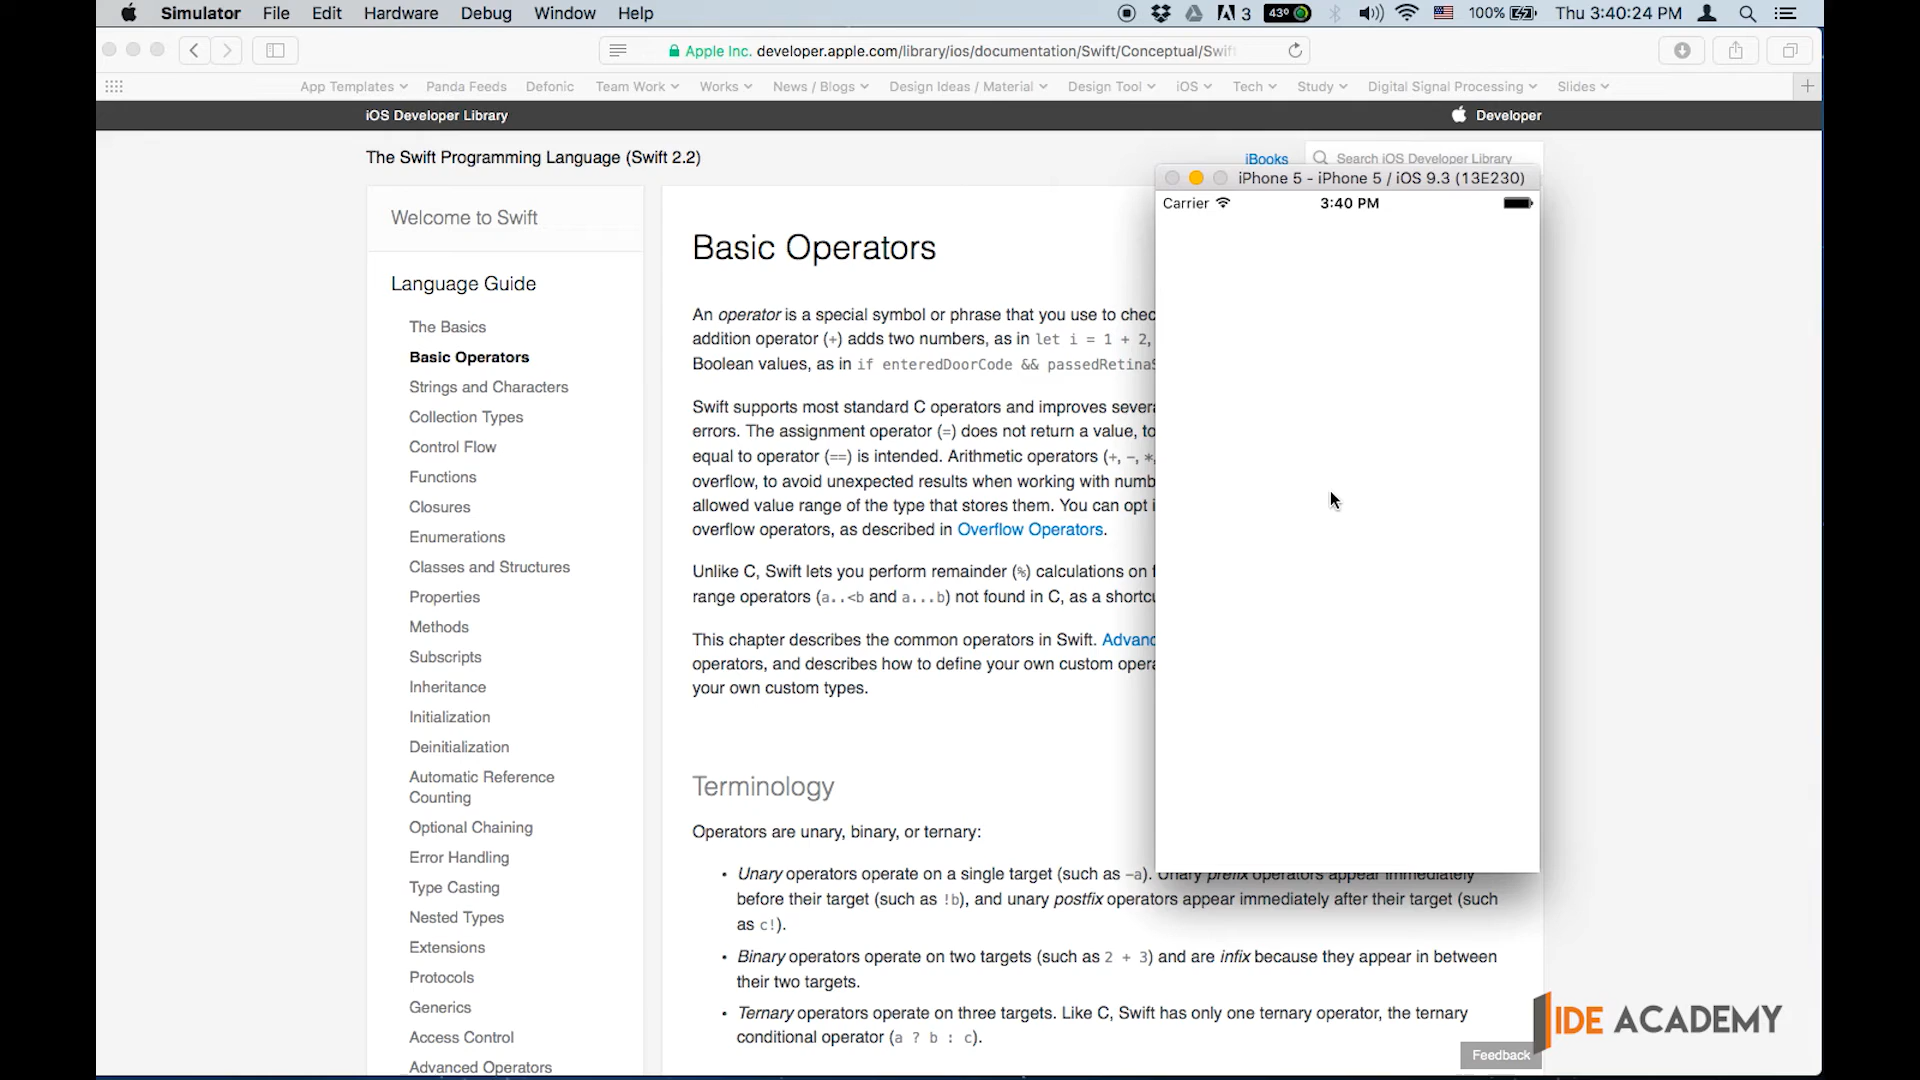 Simulator File Edit Hardware Debug Window Help 3 43° 100% Thu 3:40:24 PM
Apple Inc. developer.apple.com/library/ios/documentation/Swift/Conceptual/Swif
App Templates Panda Feeds Defonic Team Work Works News / Blogs Design Ideas / Material Design Tool iOS Tech Study Digital Signal Processing Slides
iOS Developer Library Developer
The Swift Programming Language (Swift 2.2) iBooks Search iOS Developer Library
Welcome to Swift
Language Guide
The Basics
Basic Operators
Strings and Characters
Collection Types
Control Flow
Functions
Closures
Enumerations
Classes and Structures
Properties
Methods
Subscripts
Inheritance
Initialization
Deinitialization
Automatic Reference
Counting
Optional Chaining
Error Handling
Type Casting
Nested Types
Extensions
Protocols
Generics
Access Control
Advanced Operators
Basic Operators
An operator is a special symbol or phrase that you use to chec
addition operator (+) adds two numbers, as in let i = 1 + 2,
Boolean values, as in if enteredDoorCode && passedRetinaS
Swift supports most standard C operators and improves severa
errors. The assignment operator (=) does not return a value, to
equal to operator (==) is intended. Arithmetic operators (+, -, *,
overflow, to avoid unexpected results when working with numb
allowed value range of the type that stores them. You can opt i
overflow operators, as described in Overflow Operators.
Unlike C, Swift lets you perform remainder (%) calculations on f
range operators (a..<b and a...b) not found in C, as a shortcu
This chapter describes the common operators in Swift. Advanc
operators, and describes how to define your own custom opera
your own custom types.
Terminology
Operators are unary, binary, or ternary:
• Unary operators operate on a single target (such as -a). Unary prefix operators appear immediately
before their target (such as !b), and unary postfix operators appear immediately after their target (such
as c!).
• Binary operators operate on two targets (such as 2 + 3) and are infix because they appear in between
their two targets.
• Ternary operators operate on three targets. Like C, Swift has only one ternary operator, the ternary
conditional operator (a ? b : c).
iPhone 5 - iPhone 5 / iOS 9.3 (13E230)
Carrier 3:40 PM
IDE ACADEMY
Feedback